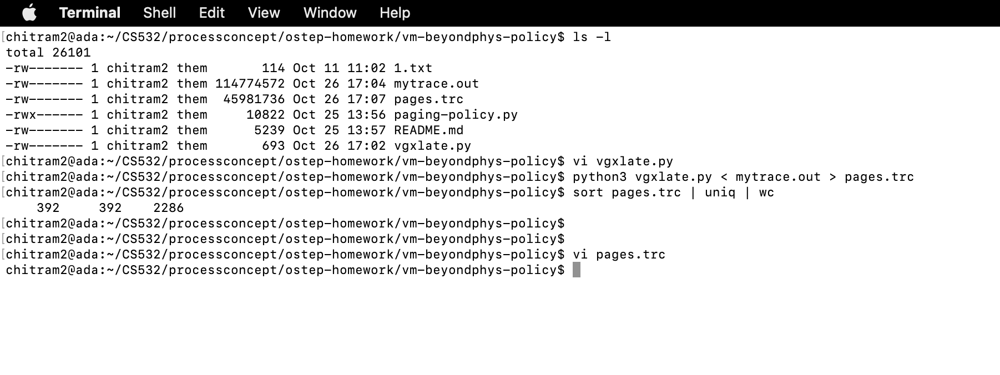 Terminal Shell Edit View Window Help
[chitram2@ada:~/CS532/processconcept/ostep-homework/vm-beyondphys-policy$ ls -l
total 26101
-rw------- 1 chitram2 them       114 Oct 11 11:02 1.txt
-rw------- 1 chitram2 them 114774572 Oct 26 17:04 mytrace.out
-rw------- 1 chitram2 them  45981736 Oct 26 17:07 pages.trc
-rwx------ 1 chitram2 them     10822 Oct 25 13:56 paging-policy.py
-rw------- 1 chitram2 them      5239 Oct 25 13:57 README.md
-rw------- 1 chitram2 them       693 Oct 26 17:02 vgxlate.py
[chitram2@ada:~/CS532/processconcept/ostep-homework/vm-beyondphys-policy$ vi vgxlate.py
[chitram2@ada:~/CS532/processconcept/ostep-homework/vm-beyondphys-policy$ python3 vgxlate.py < mytrace.out > pages.trc
[chitram2@ada:~/CS532/processconcept/ostep-homework/vm-beyondphys-policy$ sort pages.trc | uniq | wc
    392     392    2286
[chitram2@ada:~/CS532/processconcept/ostep-homework/vm-beyondphys-policy$
[chitram2@ada:~/CS532/processconcept/ostep-homework/vm-beyondphys-policy$
[chitram2@ada:~/CS532/processconcept/ostep-homework/vm-beyondphys-policy$ vi pages.trc
chitram2@ada:~/CS532/processconcept/ostep-homework/vm-beyondphys-policy$